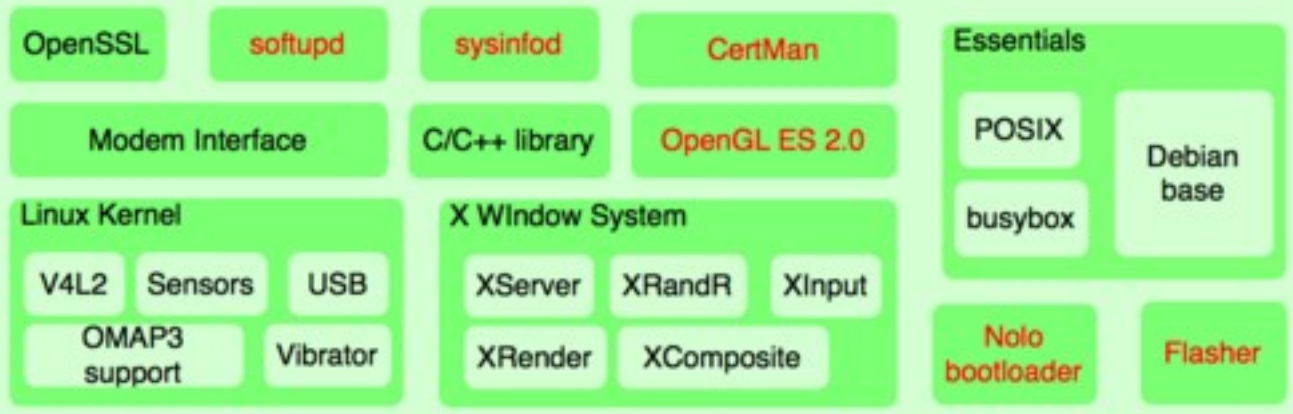 OpenSSL
softupd
sysinfod
CertMan
Modem Interface
C/C++ library
OpenGL ES 2.0
Linux Kernel
V4L2
Sensors
USB
OMAP3
support
Vibrator
X WIndow System
XServer
XRandR
XInput
XRender
XComposite
Essentials
POSIX
busybox
Debian
base
Nolo
bootloader
Flasher